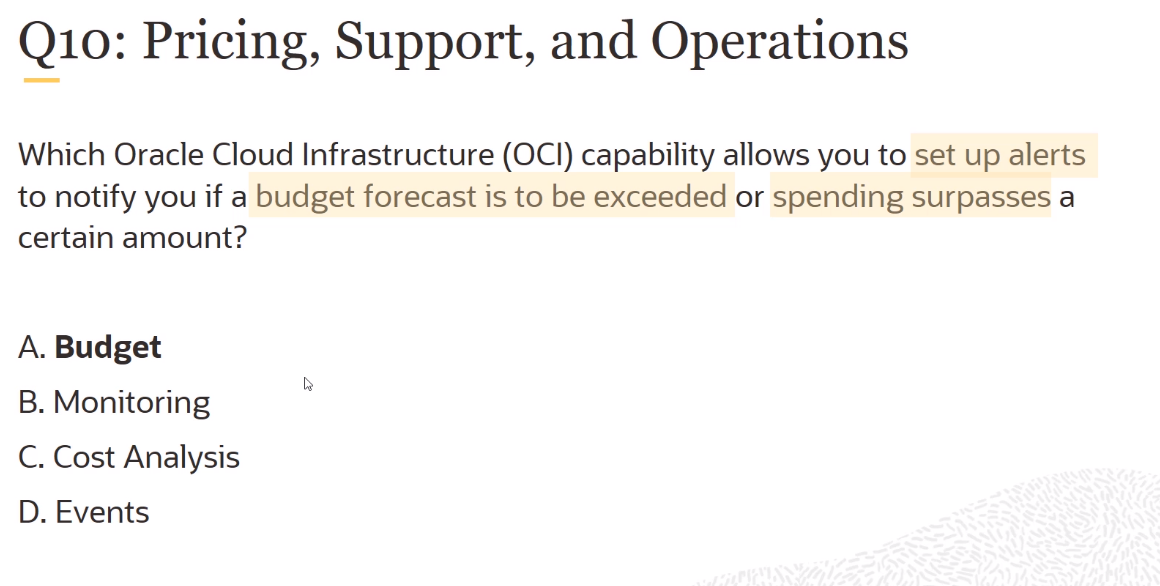 Q10: Pricing, Support, and Operations
Which Oracle Cloud Infrastructure (OCI) capability allows you to set up alerts
to notify you if a budget forecast is to be exceeded or spending surpasses a
certain amount?
A. Budget
B. Monitoring
C. Cost Analysis
D. Events